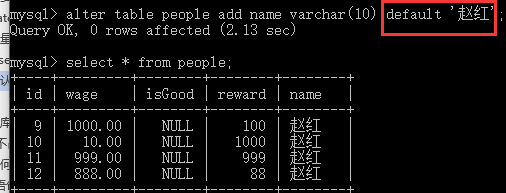 mysql> alter table people add name varchar(10) default '赵红';
Query OK, 0 rows affected (2.13 sec)
mysql> select * from people;
+----+---------+--------+--------+------+
| id | wage | isGood | reward | name |
+----+---------+--------+--------+------+
| 9 | 1000.00 | NULL | 100 | 赵红
| 10 | 10.00 | NULL | 1000 | 赵红
| 11 | 999.00 | NULL | 999 | 赵红
| 12 | 888.00 | NULL | 88 | 赵红
+----+---------+--------+--------+------+